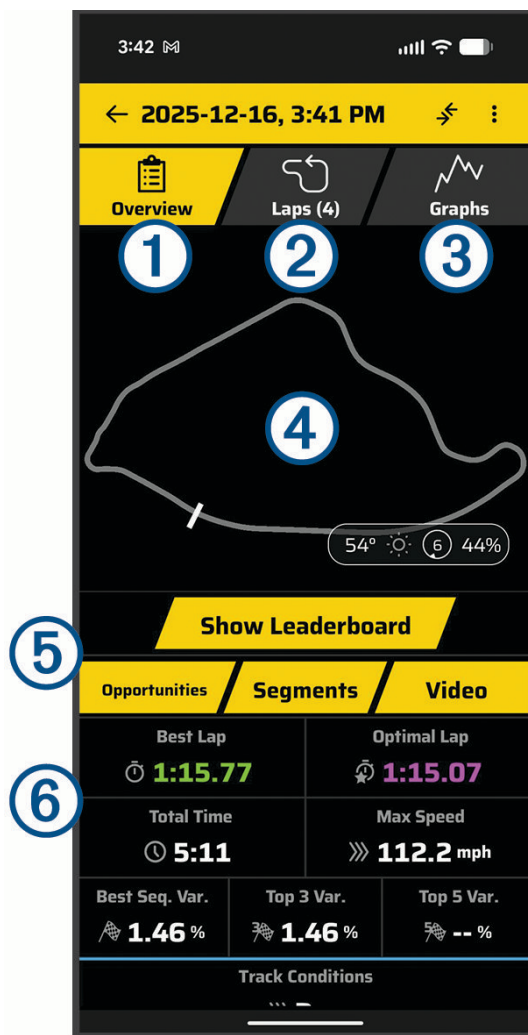 3:42
2025-12-16, 3:41 PM
Overview Laps (4) Graphs
1 2 3
4
54° 6 44%
Show Leaderboard
5
Opportunities Segments Video
Best Lap Optimal Lap
1:15.77 1:15.07
6
Total Time Max Speed
5:11 112.2 mph
Best Seq. Var. Top 3 Var. Top 5 Var.
1.46 % 3 1.46 % 5 -- %
Track Conditions